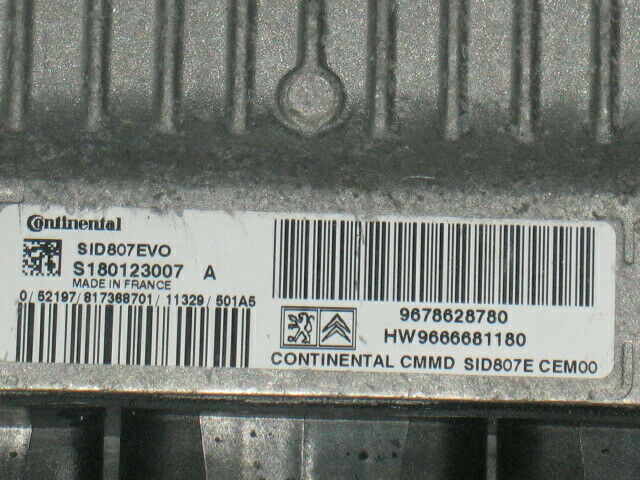 Continental
SID807EVO
S180123007 A
MADE IN FRANCE
0/52197/817368701/11329/501A5
9678628780
HW9666681180
CONTINENTAL CMMD SID807E CEM00